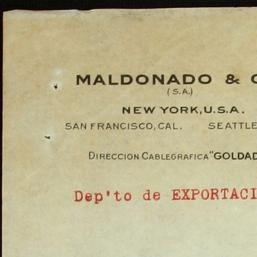 MALDONADO & C
(S.A.)
NEW YORK, U.S.A.
SAN FRANCISCO, CAL. SEATTLE
DIRECCION CABLEGRAFICA "GOLDAD
Dep'to de EXPORTACI